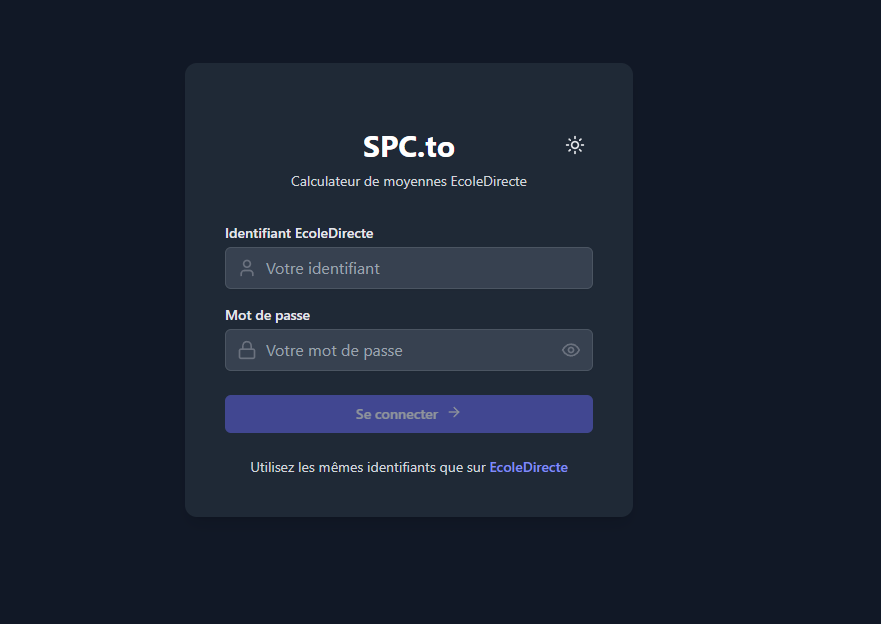 SPC.to
Calculateur de moyennes EcoleDirecte
Identifiant EcoleDirecte
Votre identifiant
Mot de passe
Votre mot de passe
Se connecter →
Utilisez les mêmes identifiants que sur EcoleDirecte